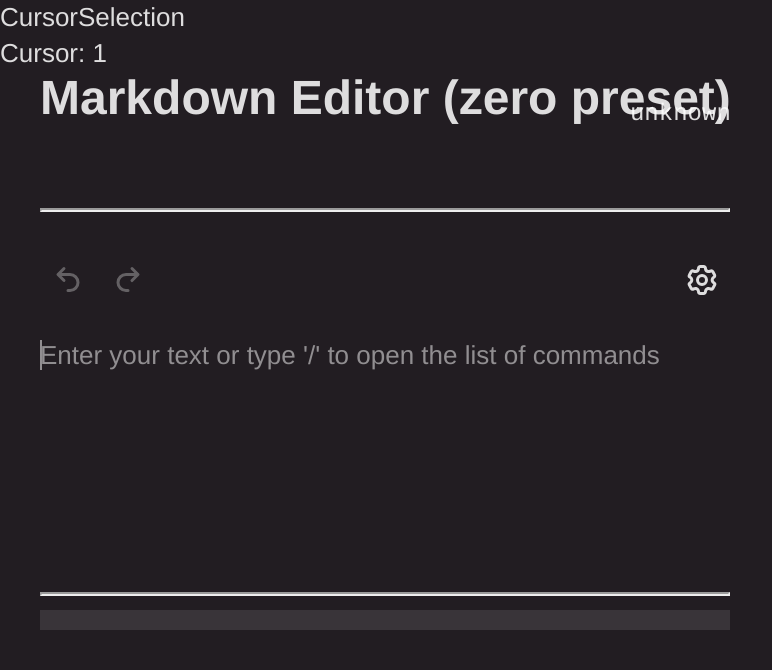 CursorSelection
Cursor: 1
Markdown Editor (zero preset)
unknown
Enter your text or type '/' to open the list of commands